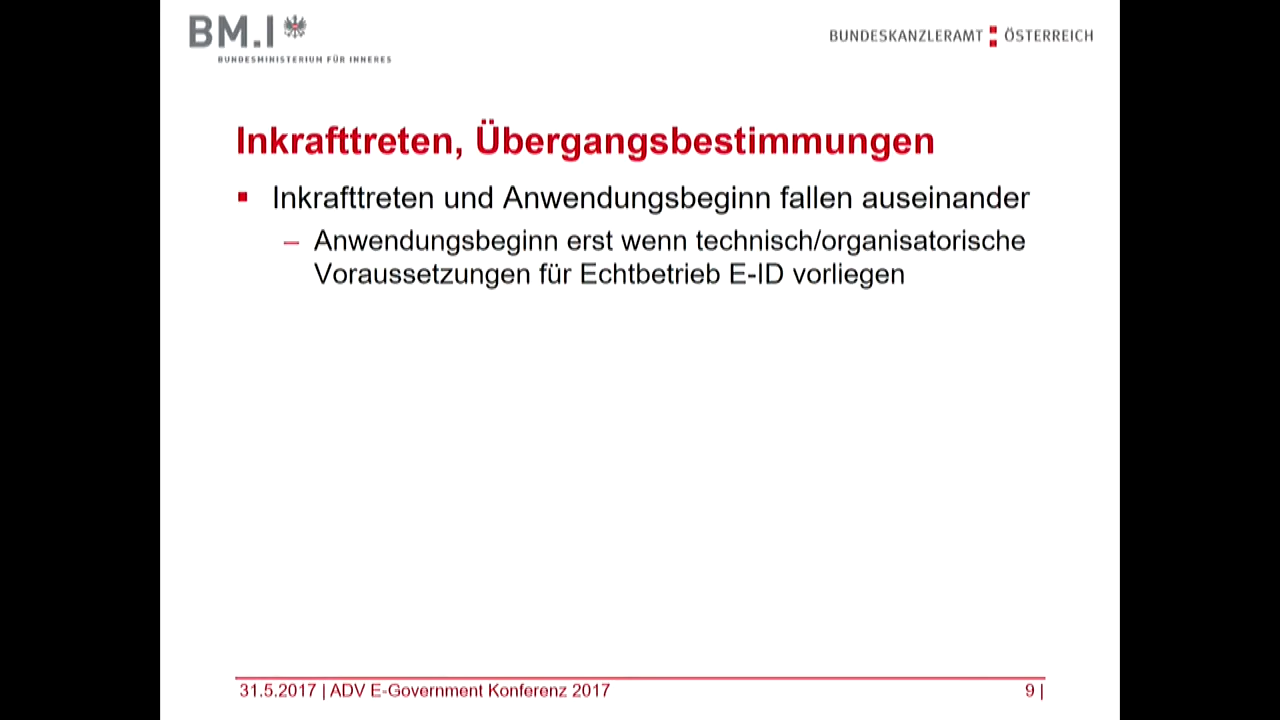 BM.I
BUNDESMINISTERIUM FÜR INNERES
BUNDESKANZLERAMT ÖSTERREICH
Inkrafttreten, Übergangsbestimmungen
Inkrafttreten und Anwendungsbeginn fallen auseinander
– Anwendungsbeginn erst wenn technisch/organisatorische
Voraussetzungen für Echtbetrieb E-ID vorliegen
31.5.2017 | ADV E-Government Konferenz 2017
9 |